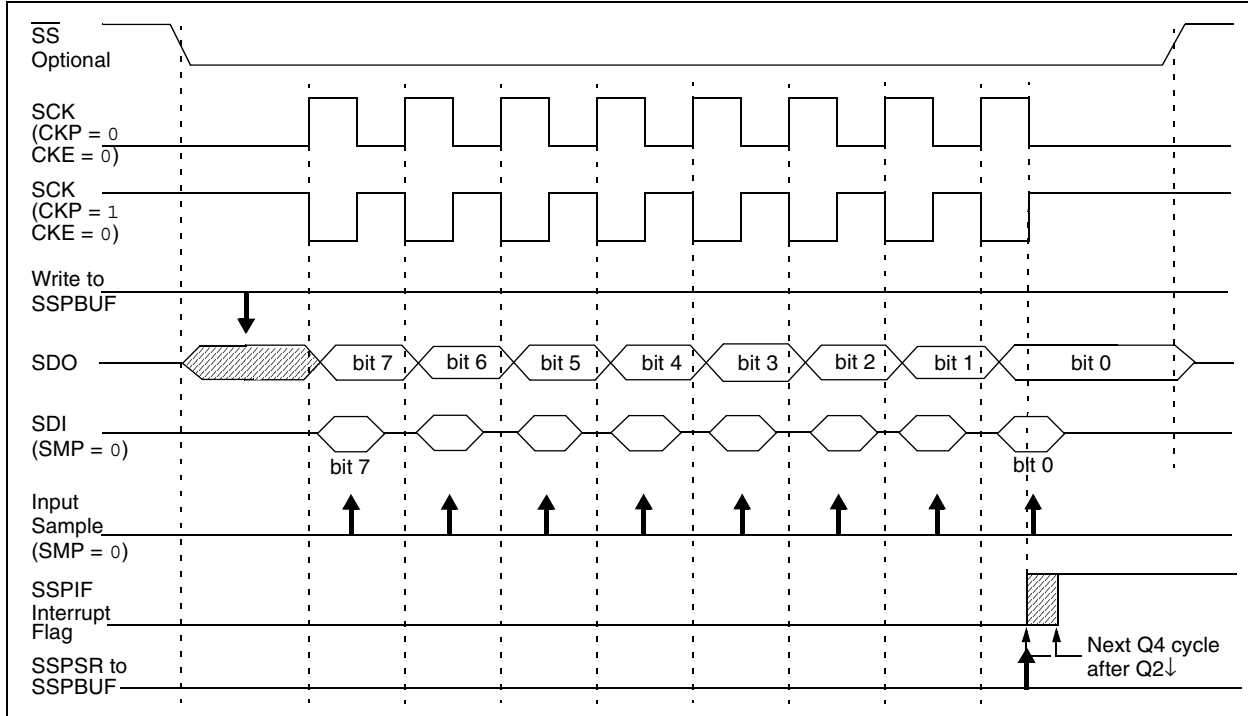 SS
Optional
SCK
(CKP = 0
CKE = 0)
SCK
(CKP = 1
CKE = 0)
Write to
SSPBUF
SDO
bit 7
bit 6
bit 5
bit 4
bit 3
bit 2
bit 1
bit 0
SDI
(SMP = 0)
bit 7
bit 0
Input
Sample
(SMP = 0)
SSPIF
Interrupt
Flag
Next Q4 cycle
after Q2↓
SSPSR to
SSPBUF